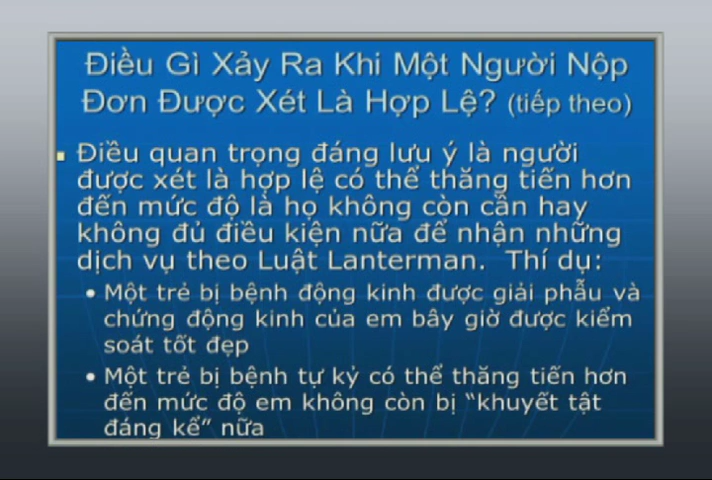 Điều Gì Xảy Ra Khi Một Người Nộp
Đơn Được Xét Là Hợp Lệ? (tiếp theo)
Điều quan trọng đáng lưu ý là người
được xét là hợp lệ có thể thăng tiến hơn
đến mức độ là họ không còn cần hay
không đủ điều kiện nữa để nhận những
dịch vụ theo Luật Lanterman. Thí dụ:
• Một trẻ bị bệnh động kinh được giải phẫu và
chứng động kinh của em bây giờ được kiểm
soát tốt đẹp
• Một trẻ bị bệnh tự kỷ có thể thăng tiến hơn
đến mức độ em không còn bị “khuyết tật
đáng kể” nữa